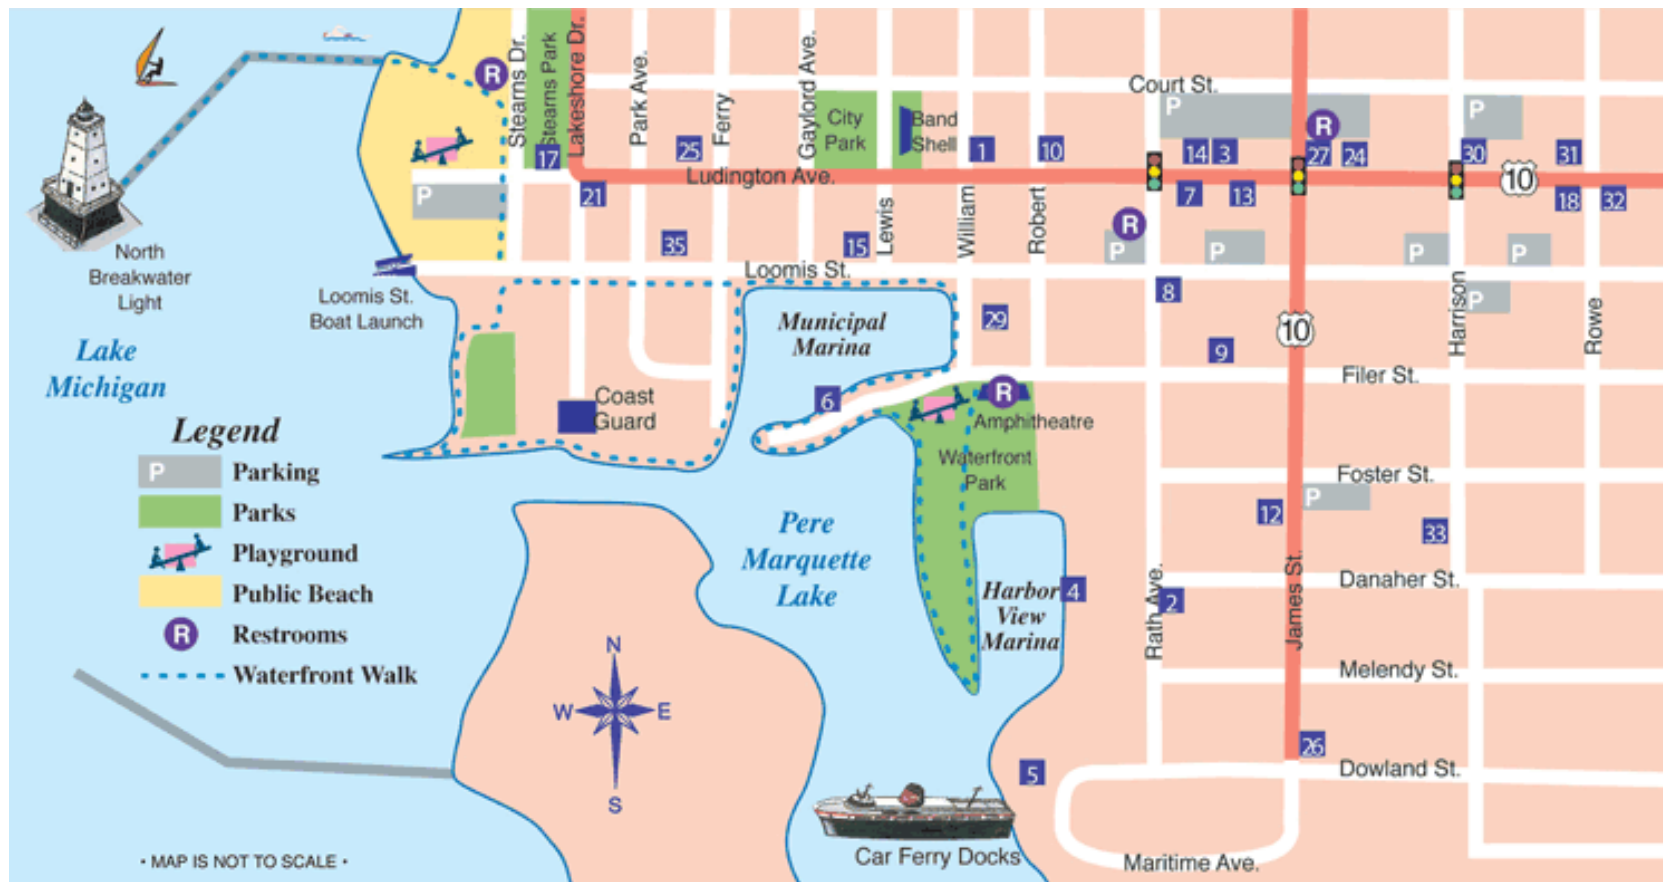 Court St.
Stearns Dr.
Stearns Park
Lakeshore Dr.
Park Ave.
Ferry
Gaylord Ave.
City
Park
Band
Shell
R
P
P
R
17
25
1
10
14
3
27
24
30
31
Ludington Ave.
10
P
21
7
13
18
32
R
Lewis
William
Robert
35
15
P
P
P
P
North
Breakwater
Light
Loomis St.
Loomis St.
Boat Launch
8
P
Harrison
Rowe
29
10
9
Municipal
Marina
Lake
Michigan
Filer St.
6
R
Coast
Guard
Amphitheatre
Waterfront
Park
Foster St.
P
12
33
Legend
P
Parking
Parks
Playground
Public Beach
R
Restrooms
Waterfront Walk
Pere
Marquette
Lake
Harbor
View
Marina
4
2
Rath Ave.
James St.
Danaher St.
Melendy St.
N
W
E
S
26
5
Dowland St.
Car Ferry Docks
Maritime Ave.
• MAP IS NOT TO SCALE •